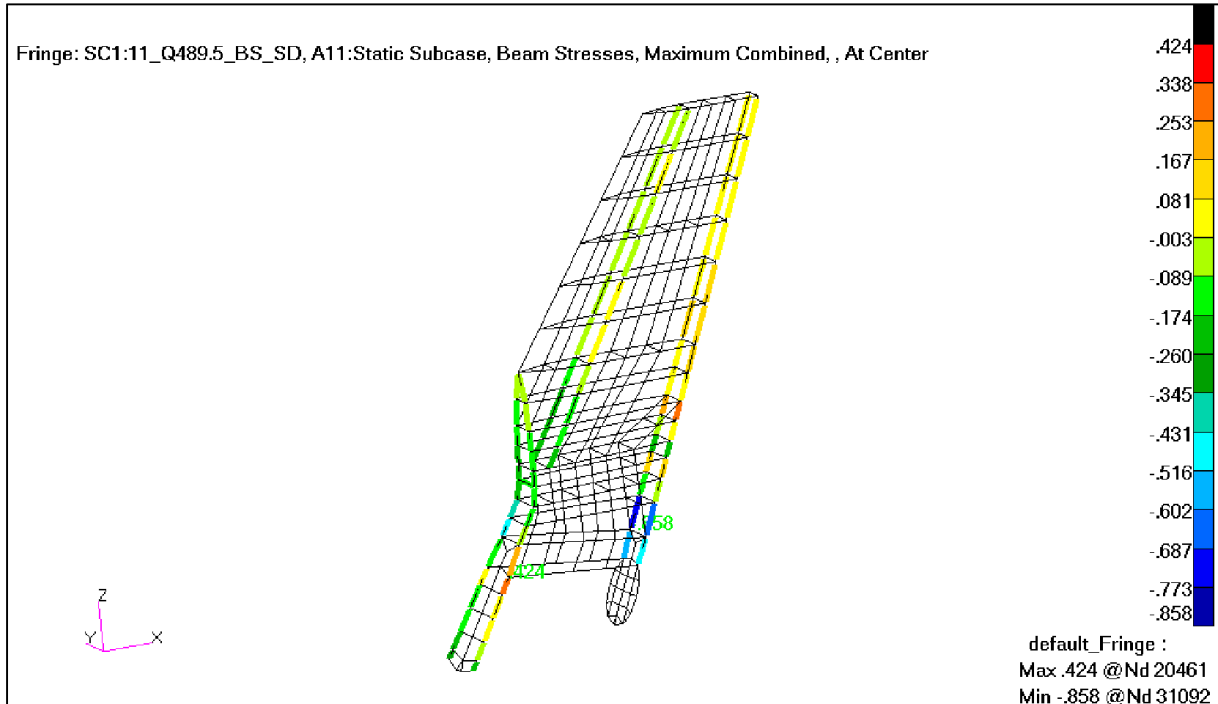 Fringe: SC1:11_Q489.5_BS_SD, A11:Static Subcase, Beam Stresses, Maximum Combined, , At Center
.424
.338
.253
.167
.081
-.003
-.089
-.174
-.260
-.345
-.431
-.516
-.602
-.687
-.773
-.858
.424
Z
Y
X
default_Fringe :
Max .424 @Nd 20461
Min -.858 @Nd 31092